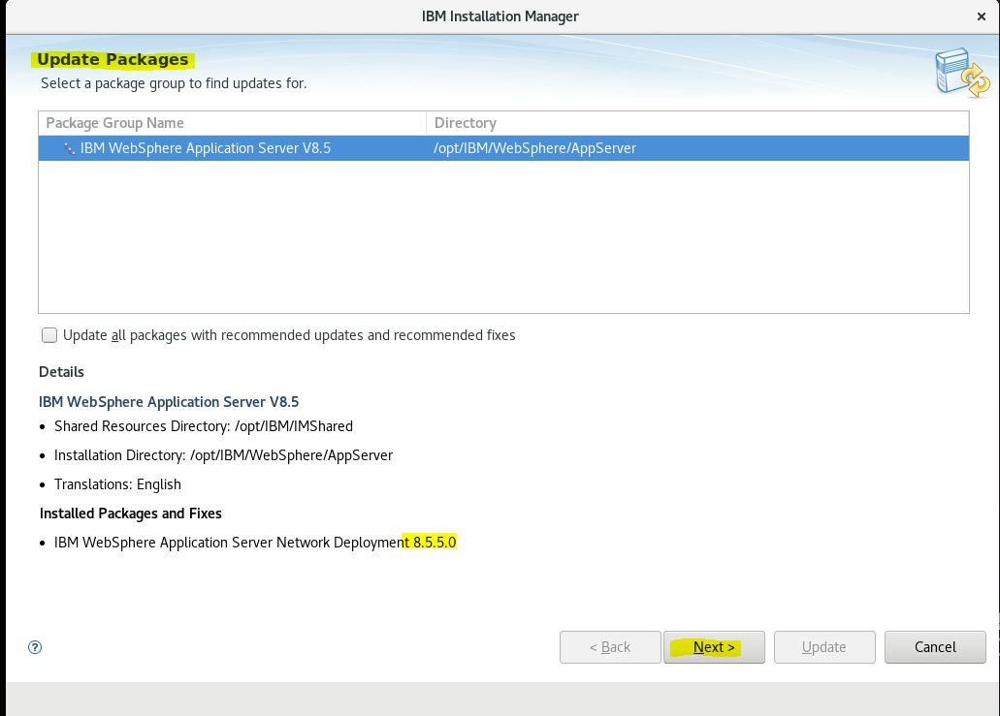 IBM Installation Manager
×
Update Packages
Select a package group to find updates for.
Package Group Name Directory
IBM WebSphere Application Server V8.5 /opt/IBM/WebSphere/AppServer
Update all packages with recommended updates and recommended fixes
Details
IBM WebSphere Application Server V8.5
• Shared Resources Directory: /opt/IBM/IMShared
• Installation Directory: /opt/IBM/WebSphere/AppServer
• Translations: English
Installed Packages and Fixes
• IBM WebSphere Application Server Network Deployment 8.5.5.0
? < Back Next > Update Cancel